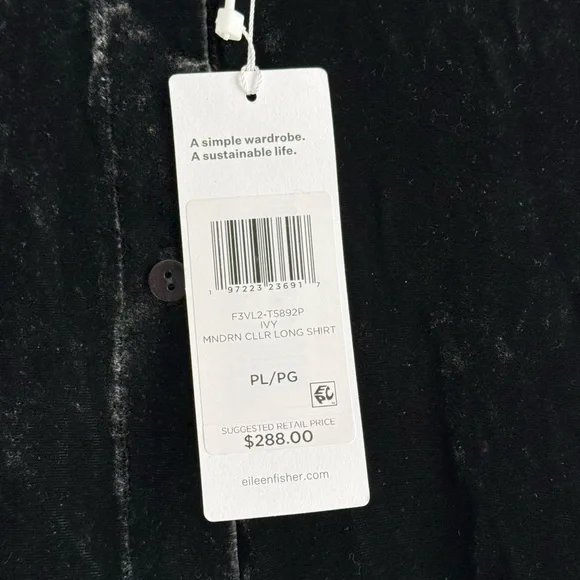 A simple wardrobe.
A sustainable life.
1 97223 23691 7
F3VL2-T5892P
IVY
MNDRN CLLR LONG SHIRT
PL/PG
EPC
SUGGESTED RETAIL PRICE
$288.00
eileenfisher.com